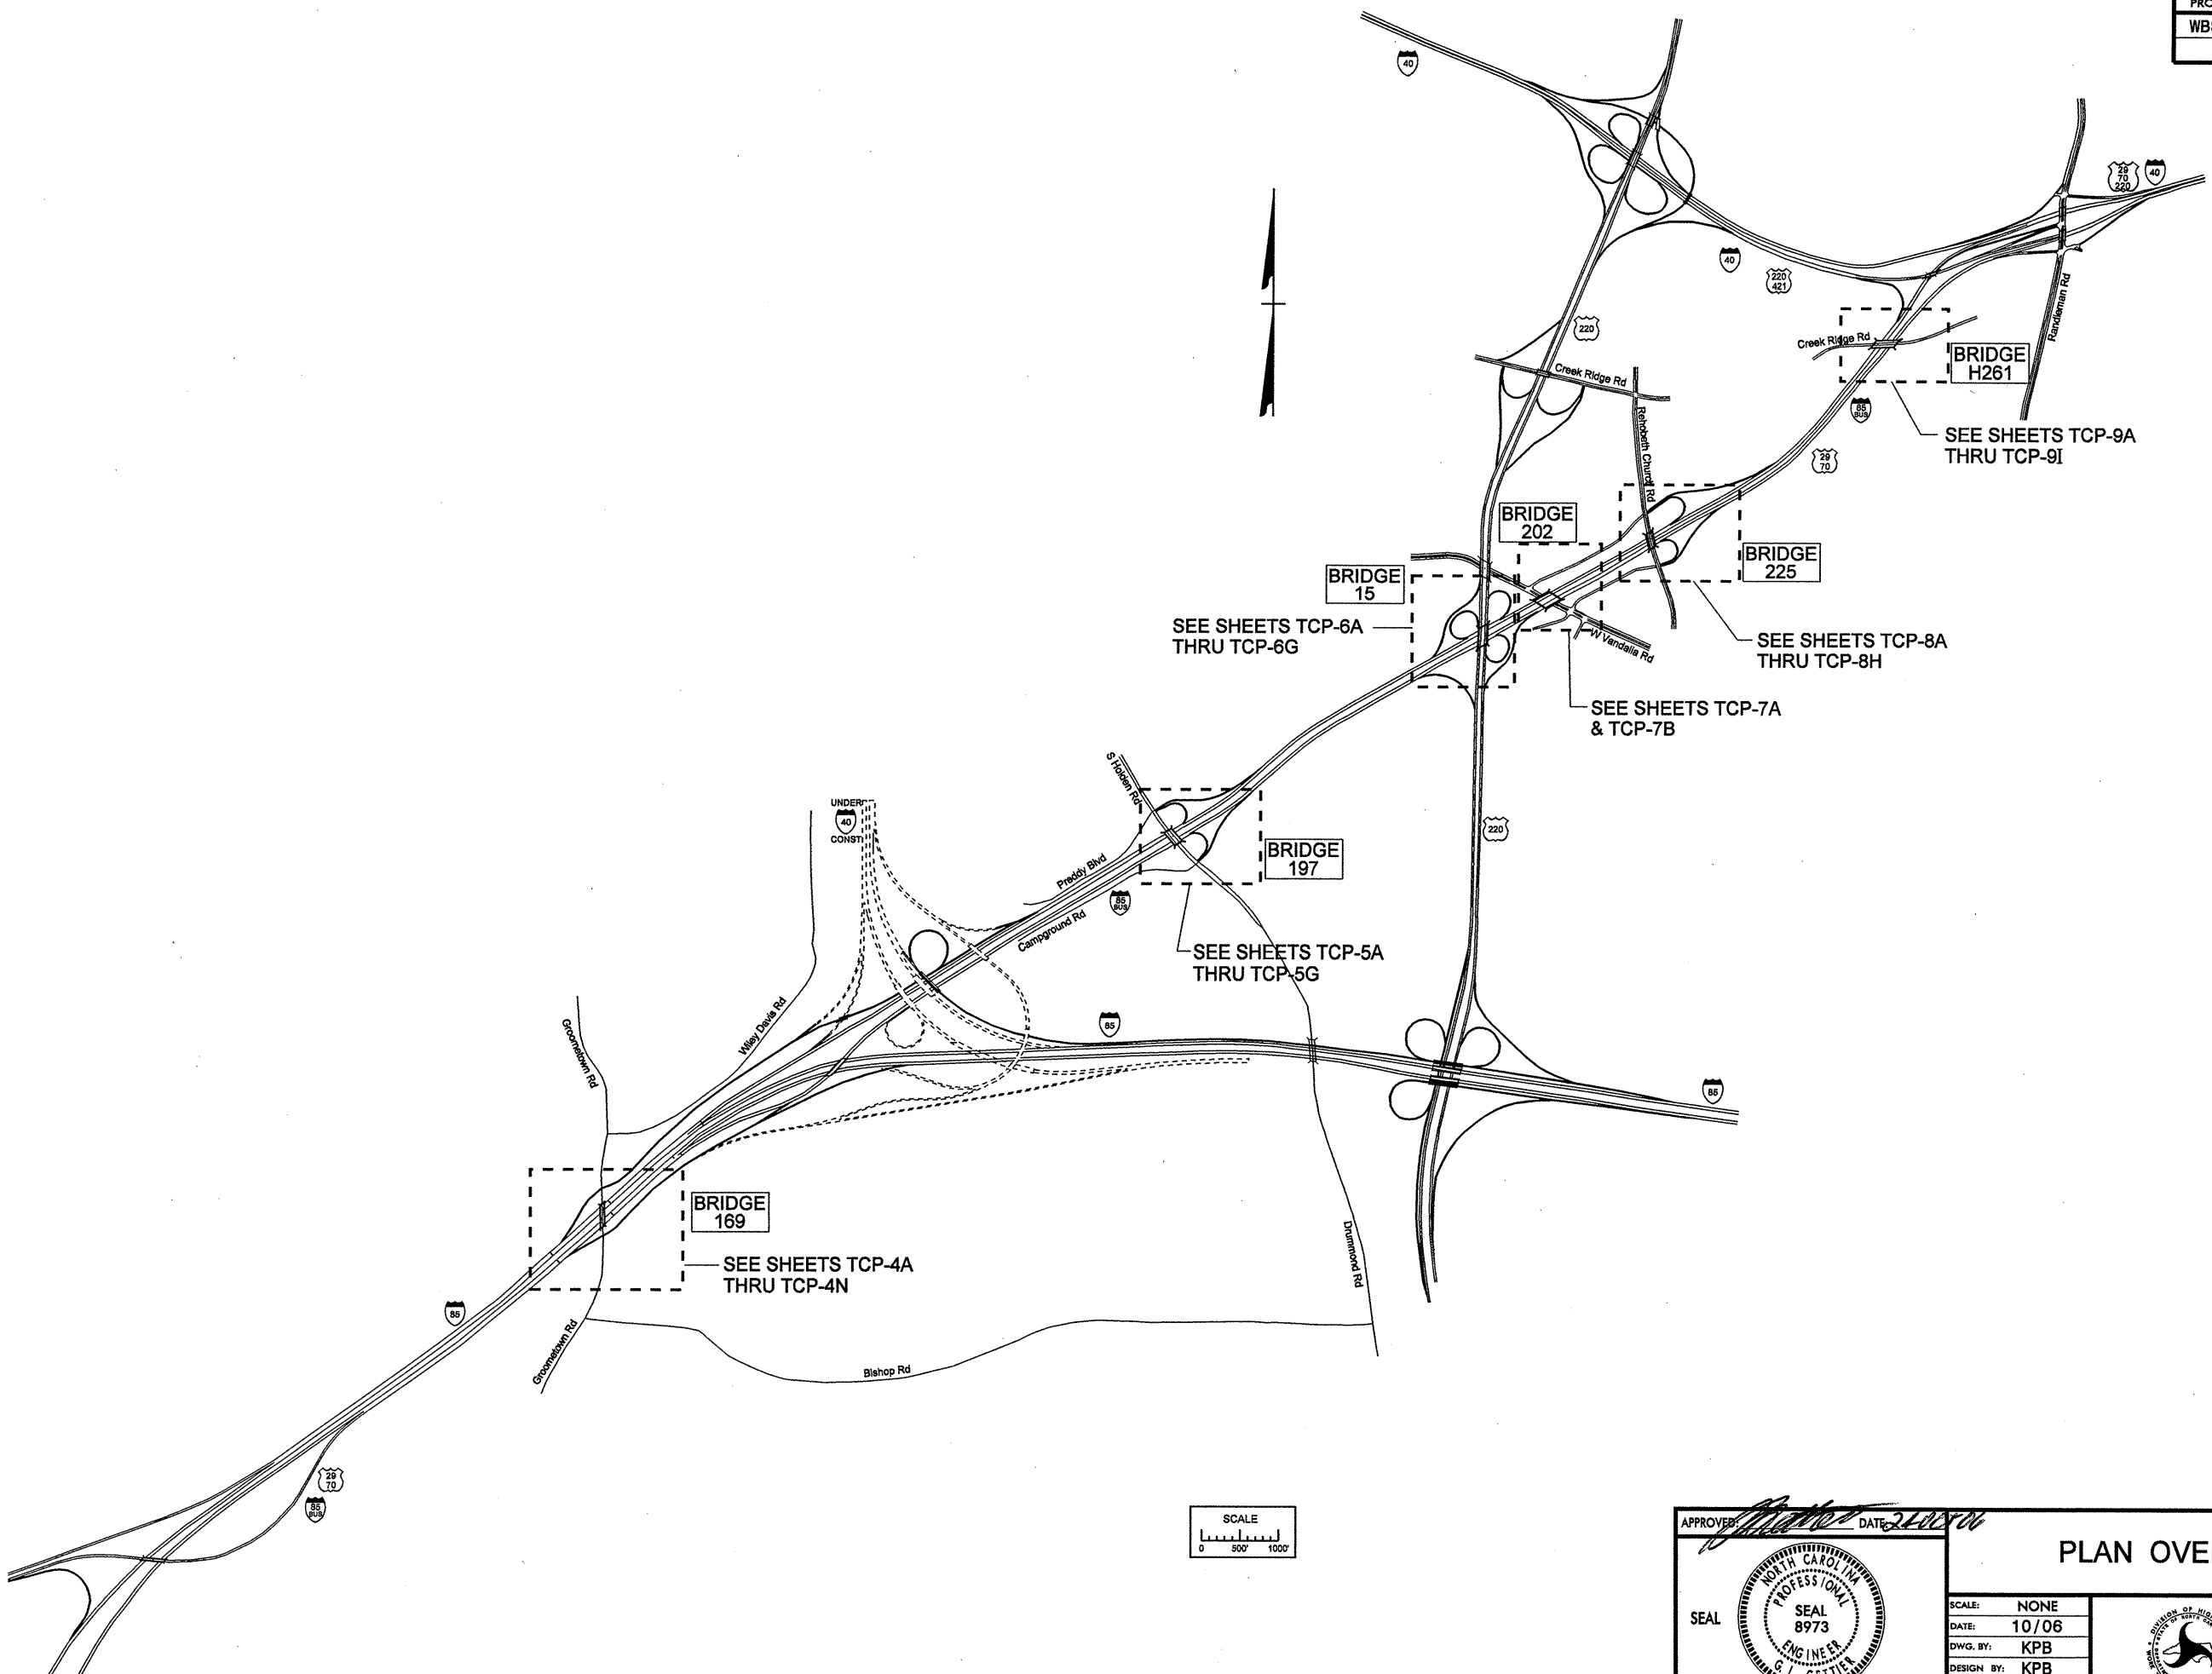 PRO
WB
40
29
70
220
40
40
220
421
220
Creek Ridge Rd
Randleman Rd
BRIDGE
H261
Creek Ridge Rd
Rehobeth Church Rd
85
BUS
SEE SHEETS TCP-9A
THRU TCP-9I
29
70
BRIDGE
202
BRIDGE
225
BRIDGE
15
SEE SHEETS TCP-6A
THRU TCP-6G
W Vandalia Rd
SEE SHEETS TCP-8A
THRU TCP-8H
SEE SHEETS TCP-7A
& TCP-7B
S Holden Rd
UNDER
40
CONST
220
BRIDGE
197
Preddy Blvd
85
BUS
Campground Rd
SEE SHEETS TCP-5A
THRU TCP-5G
Wiley Davis Rd
Groometown Rd
85
85
BRIDGE
169
SEE SHEETS TCP-4A
THRU TCP-4N
Drummond Rd
85
Groometown Rd
Bishop Rd
29
70
85
BUS
SCALE
0 500' 1000'
APPROVED: DATE:
PLAN OVE
SEAL
NORTH CAROLINA
PROFESSIONAL
SEAL
8973
ENGINEER
SCALE: NONE
DATE: 10/06
DWG. BY: KPB
DESIGN BY: KPB